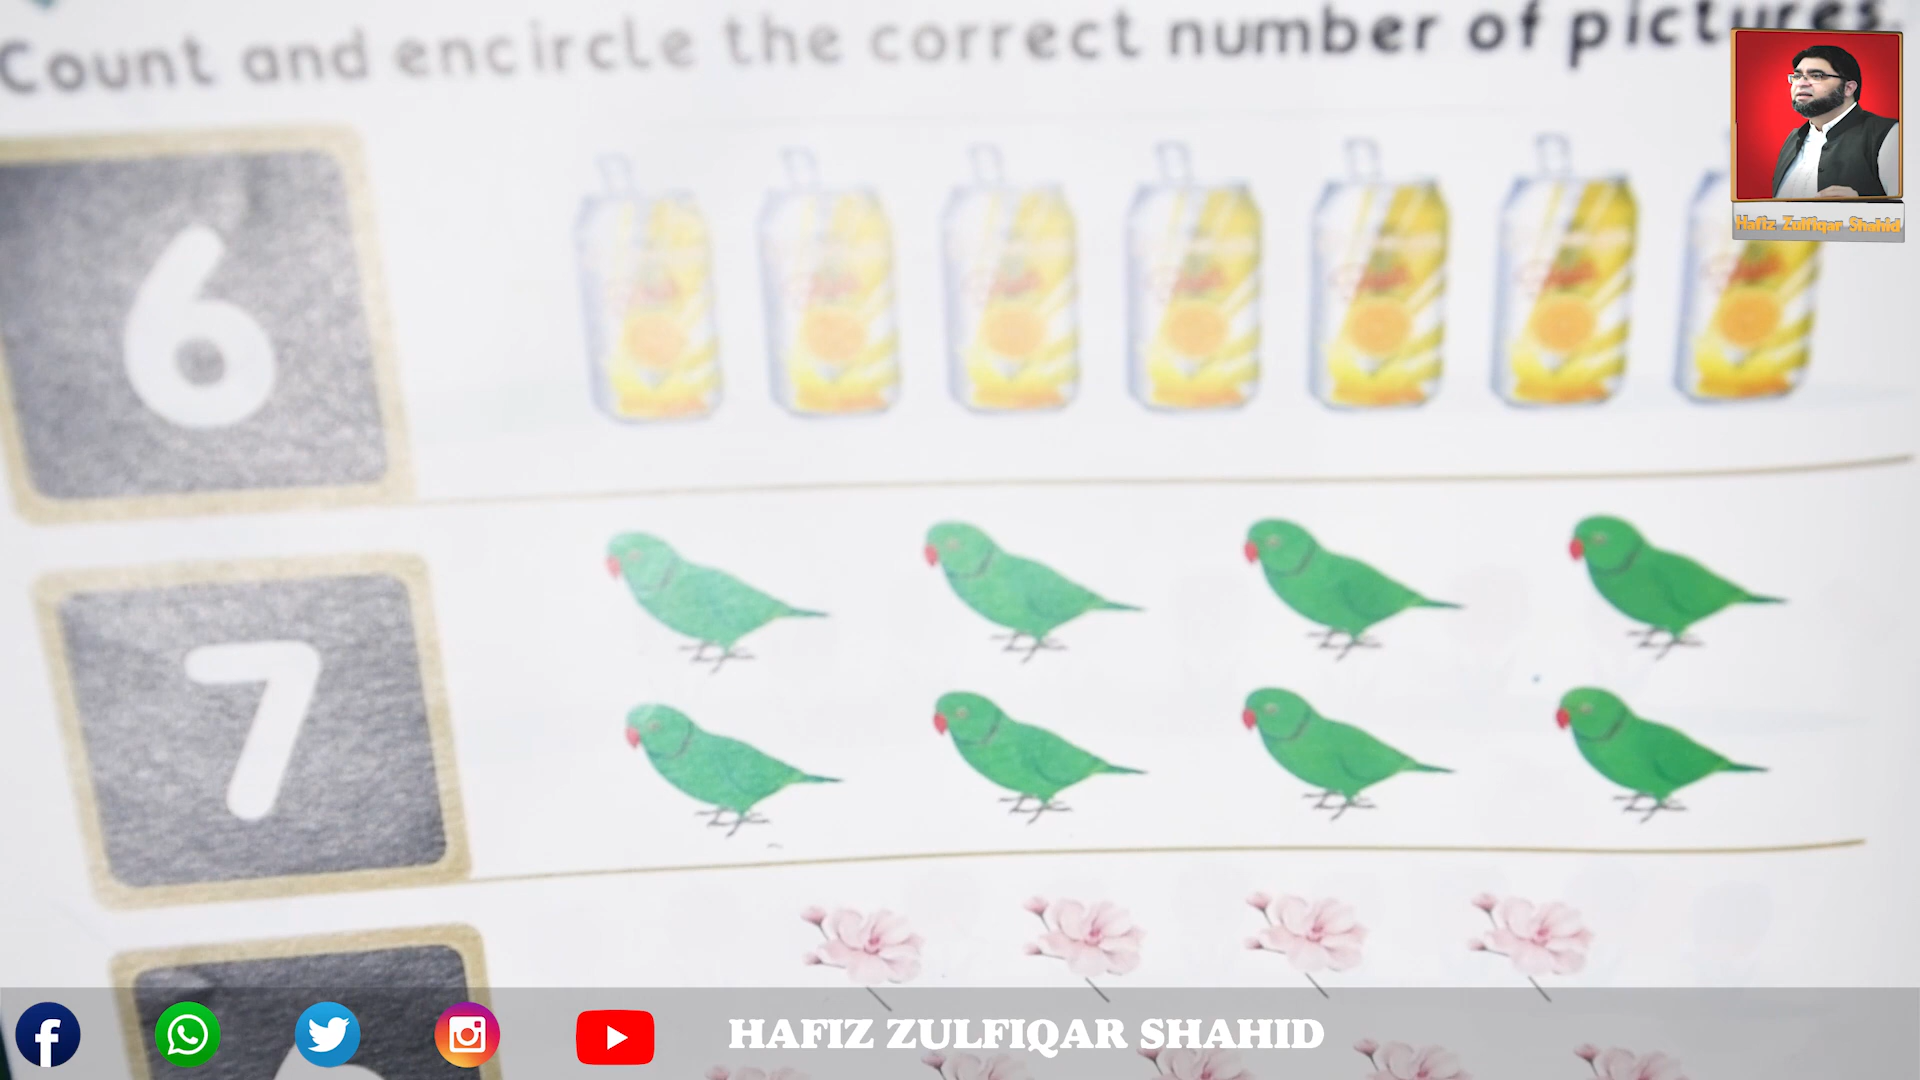 Count and encircle the correct number of pictures.
Hafiz Zulfiqar Shahid
6
7
HAFIZ ZULFIQAR SHAHID